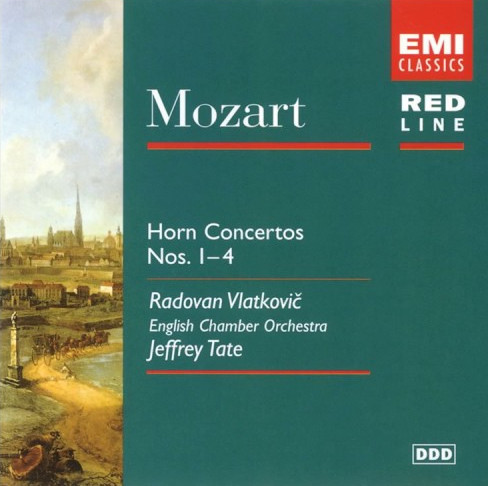 EMI
CLASSICS
Mozart
RED
LINE
Horn Concertos
Nos. 1–4
Radovan Vlatkovič
English Chamber Orchestra
Jeffrey Tate
DDD